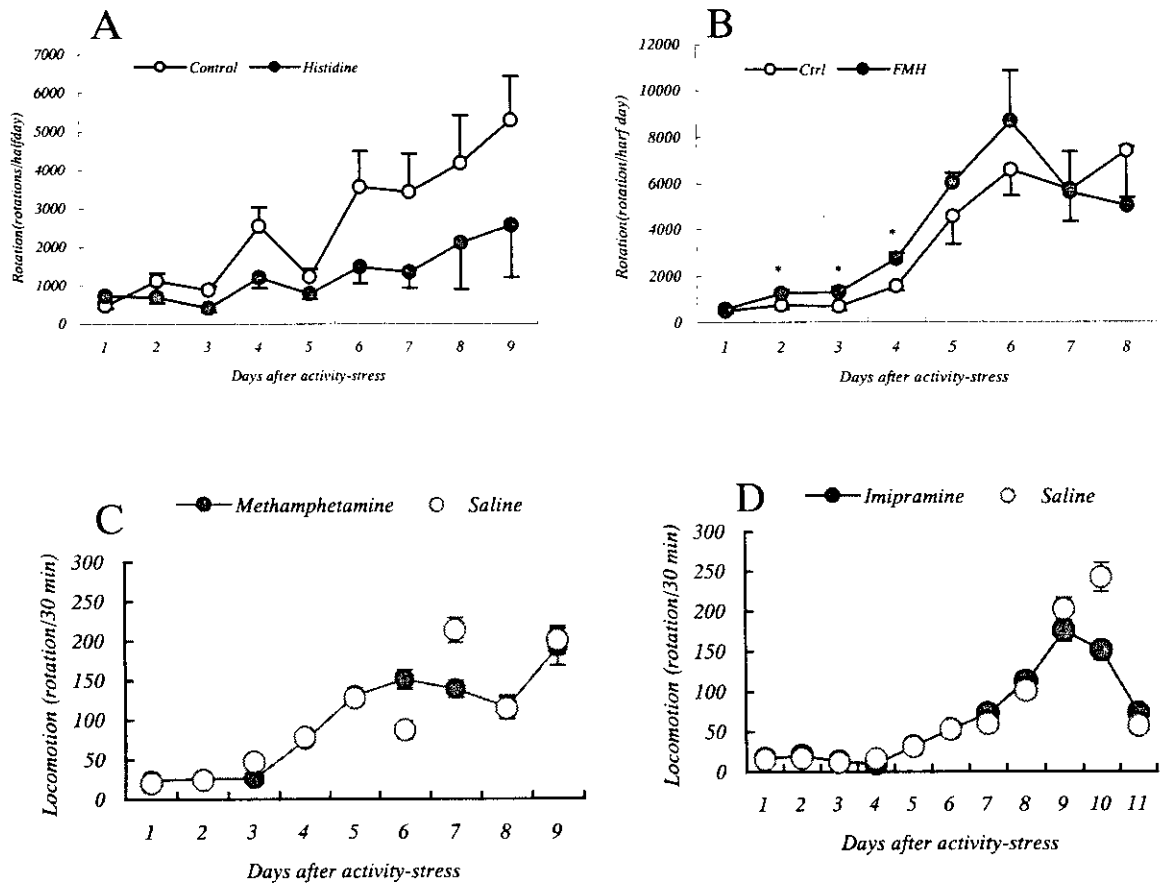 A
Control Histidine
Rotation(rotations/halfday)
7000
6000
5000
4000
3000
2000
1000
0
1 2 3 4 5 6 7 8 9
Days after activity-stress
B
Ctrl FMH
Rotation(rotation/harf day)
12000
10000
8000
6000
4000
2000
0
* * *
1 2 3 4 5 6 7 8
Days after activity-stress
C
Methamphetamine Saline
Locomotion (rotation/30 min)
300
250
200
150
100
50
0
1 2 3 4 5 6 7 8 9
Days after activity-stress
D
Imipramine Saline
Locomotion (rotation/30 min)
300
250
200
150
100
50
0
1 2 3 4 5 6 7 8 9 10 11
Days after activity-stress